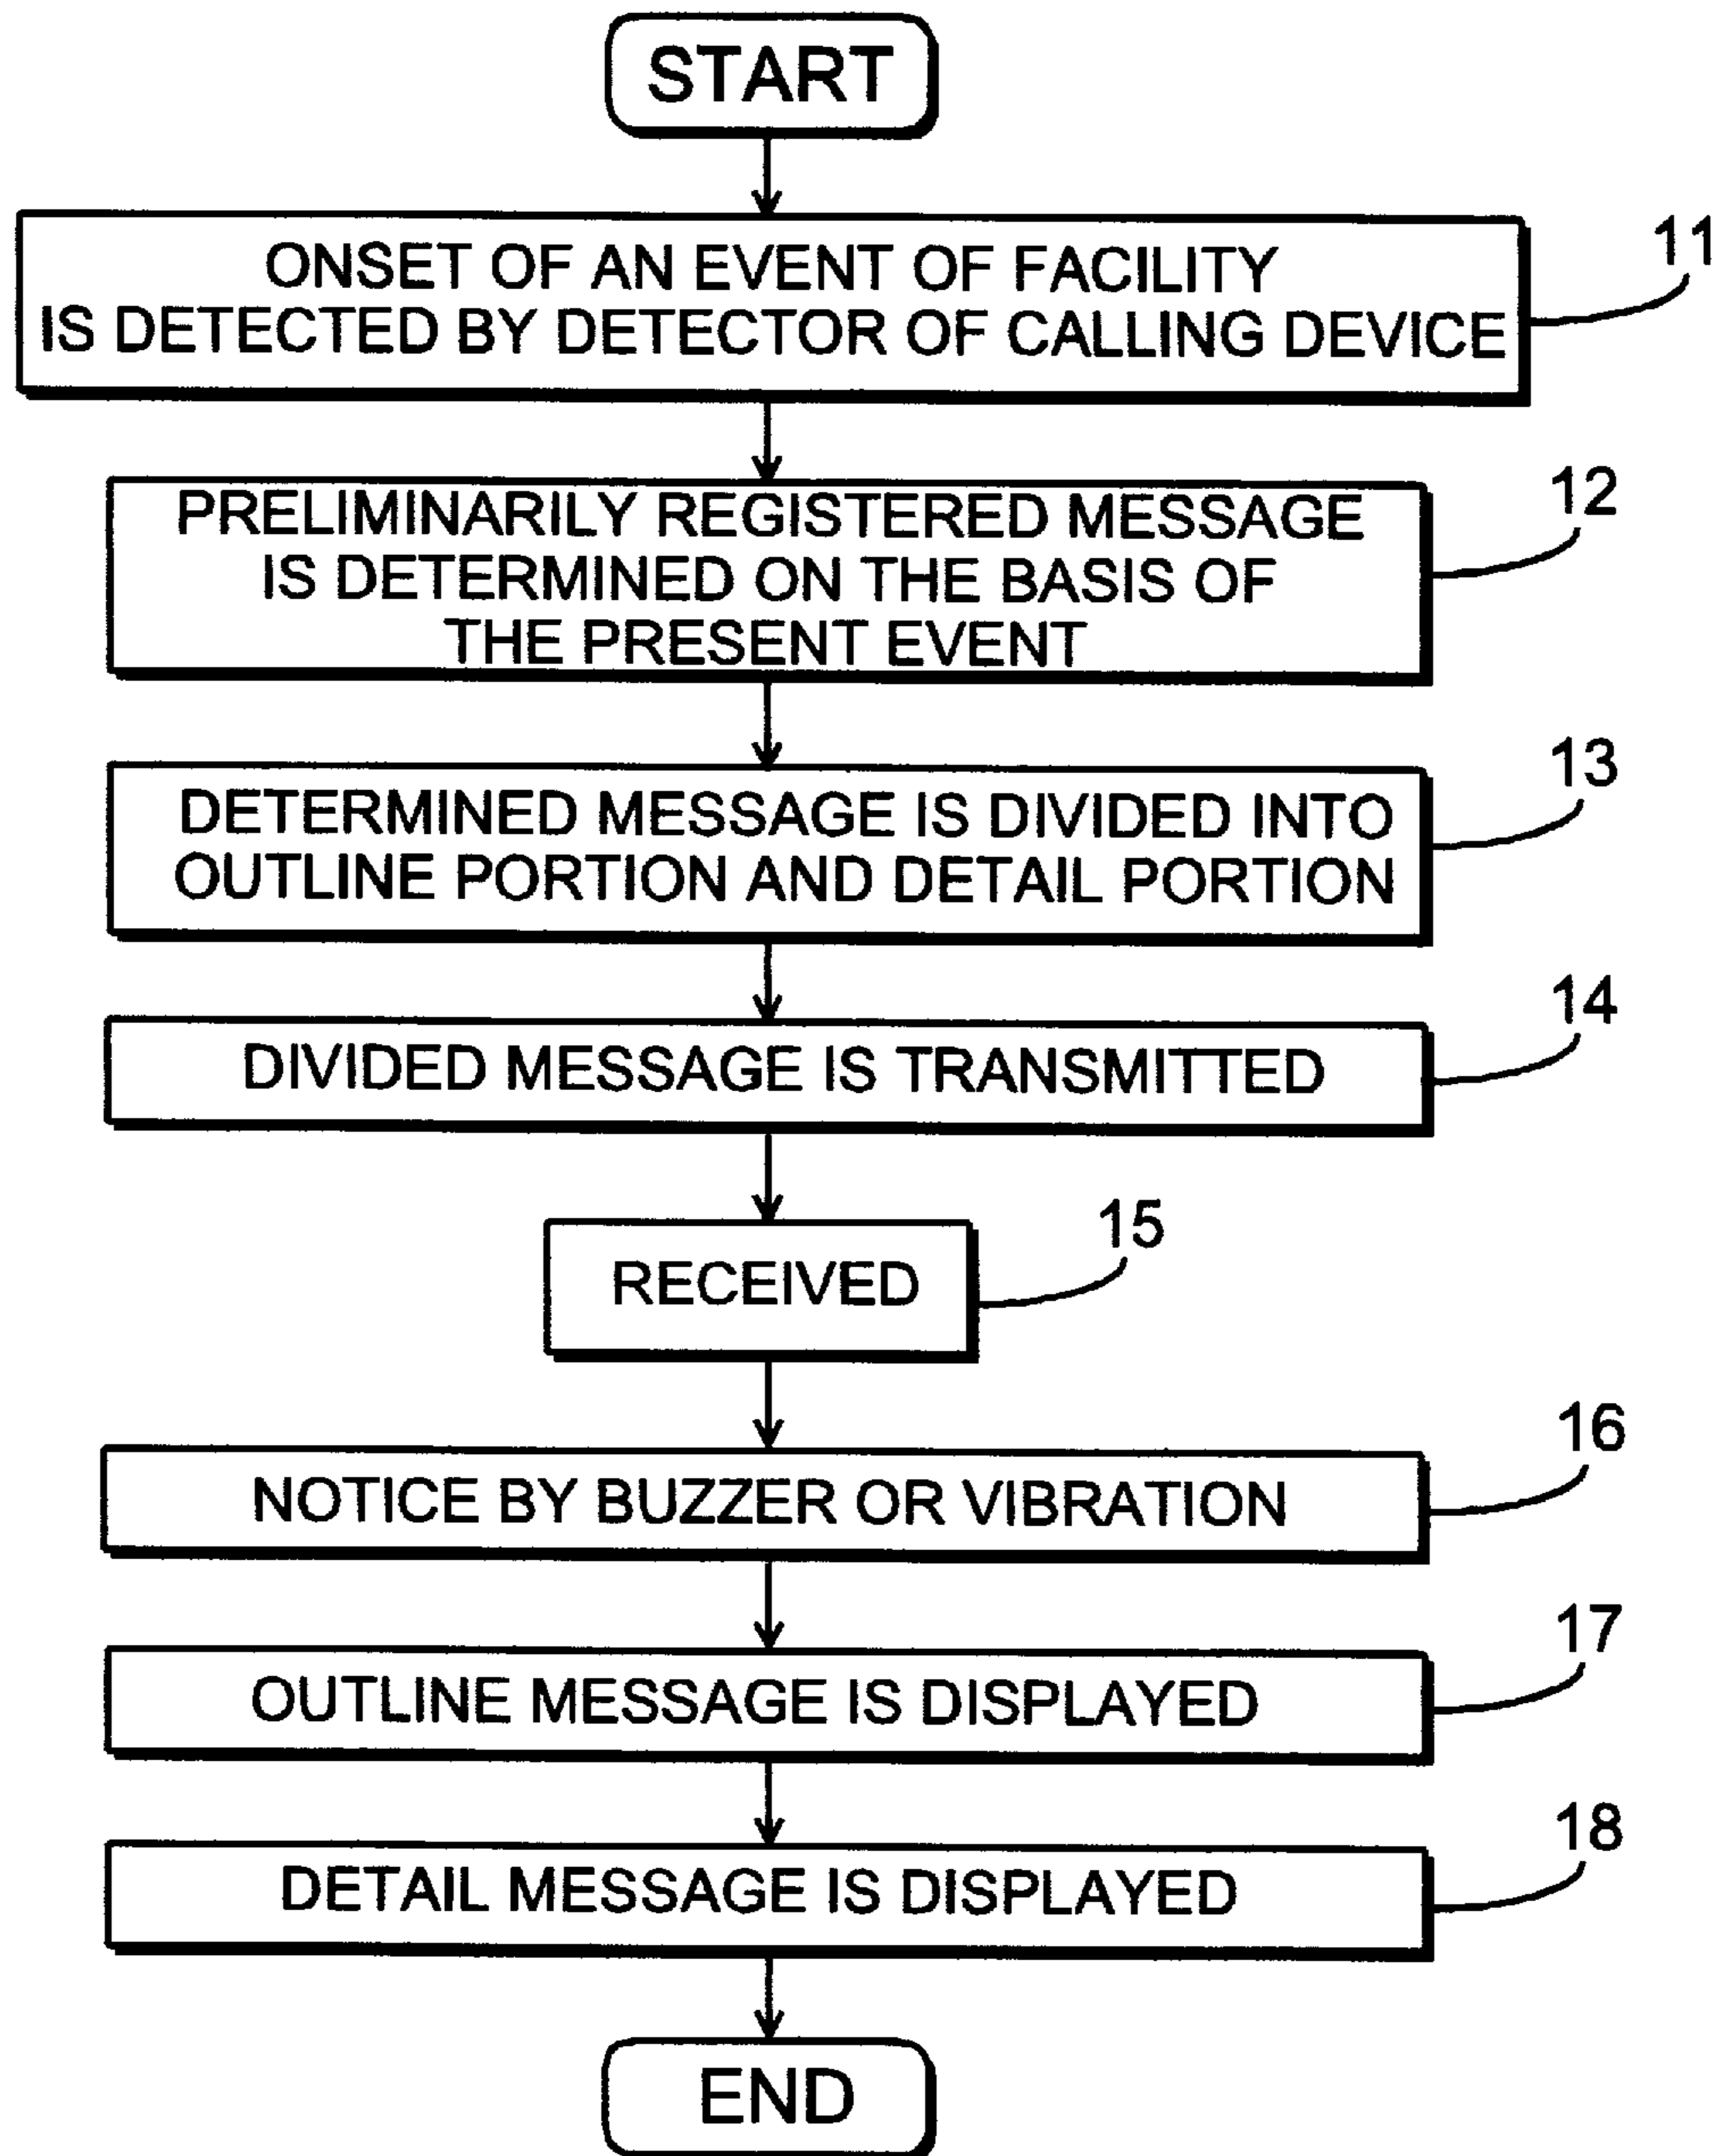 START
ONSET OF AN EVENT OF FACILITY
IS DETECTED BY DETECTOR OF CALLING DEVICE
11
PRELIMINARILY REGISTERED MESSAGE
IS DETERMINED ON THE BASIS OF
THE PRESENT EVENT
12
DETERMINED MESSAGE IS DIVIDED INTO
OUTLINE PORTION AND DETAIL PORTION
13
DIVIDED MESSAGE IS TRANSMITTED
14
RECEIVED
15
NOTICE BY BUZZER OR VIBRATION
16
OUTLINE MESSAGE IS DISPLAYED
17
DETAIL MESSAGE IS DISPLAYED
18
END